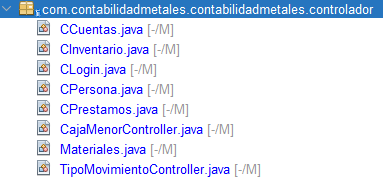 com.contabilidadmetales.contabilidadmetales.controlador
CCuentas.java [-/M]
CInventario.java [-/M]
CLogin.java [-/M]
CPersona.java [-/M]
CPrestamos.java [-/M]
CajaMenorController.java [-/M]
Materiales.java [-/M]
TipoMovimientoController.java [-/M]